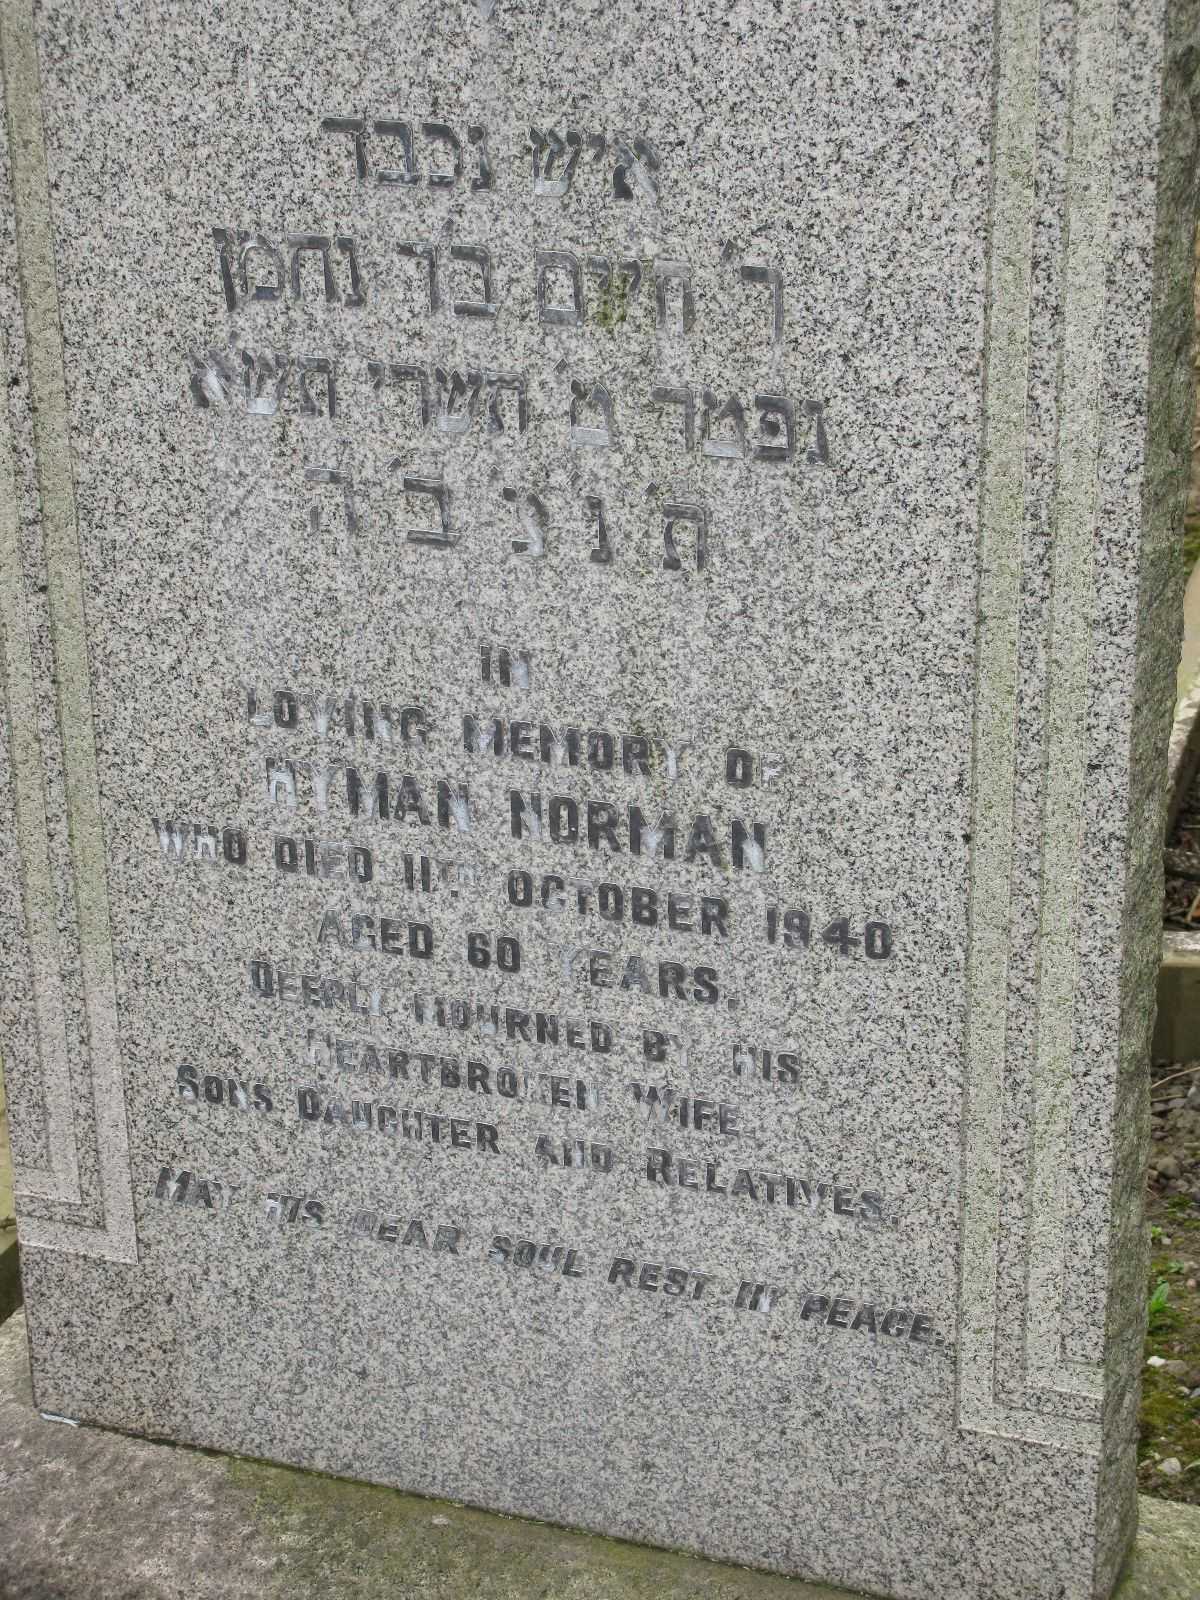 איש נכבד
ר׳ חיים ב׳ר נחמן
נפטר ט׳ תשרי תש׳א
ת׳ נ׳ צ׳ ב׳ ה׳
IN
LOVING MEMORY OF
HYMAN NORMAN
WHO DIED 11TH OCTOBER 1940
AGED 60 YEARS.
DEEPLY MOURNED BY HIS
HEARTBROKEN WIFE.
SONS DAUGHTER AND RELATIVES.
MAY HIS DEAR SOUL REST IN PEACE.